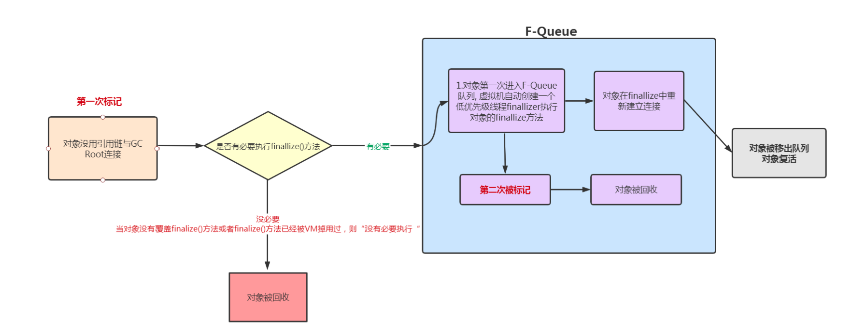 F-Queue
第一次标记
对象没用引用链与GC
Root连接
是否有必要执行finallize()方法
有必要
1.对象第一次进入F-Queue
队列, 虚拟机自动创建一个
低优先级线程finallizer执行
对象的finallize方法
对象在finallize中重
新建立连接
对象被移出队列
对象复活
第二次被标记
对象被回收
没必要
当对象没有覆盖finalize()方法或者finalize()方法已经被VM掉用过，则“没有必要执行 “
对象被回收